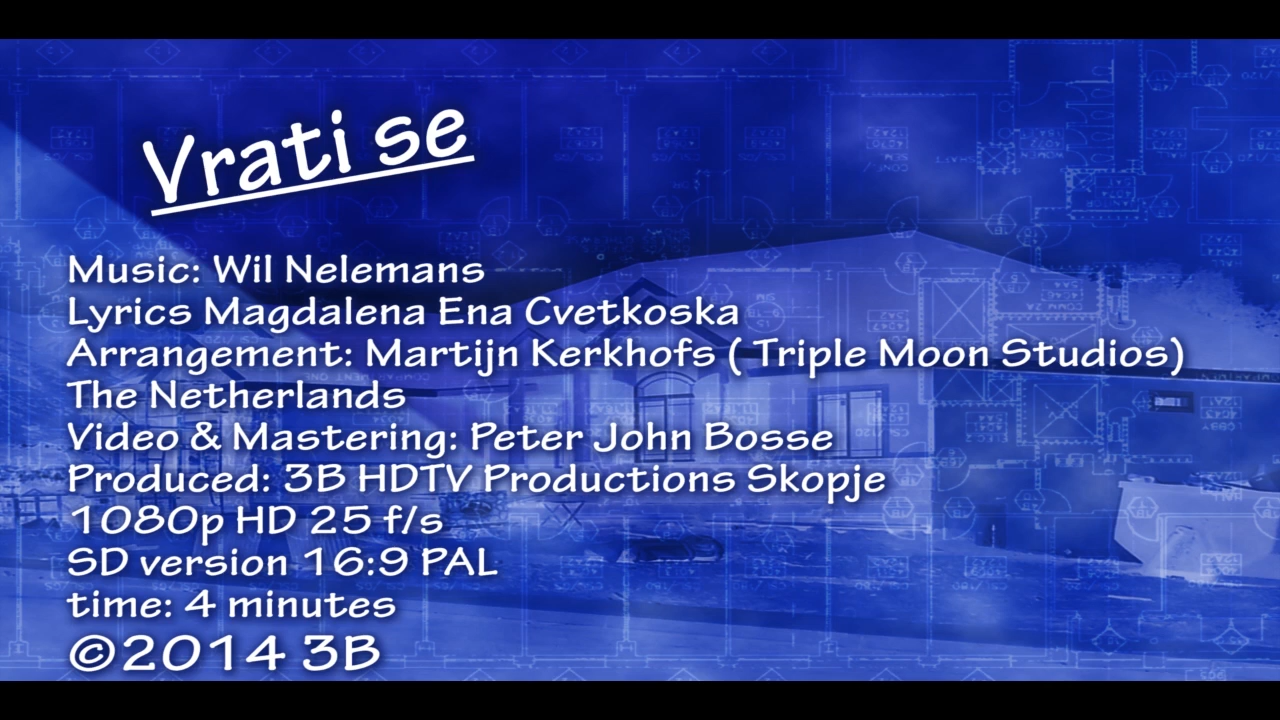 Vrati se
Music: Wil Nelemans
Lyrics Magdalena Ena Cvetkoska
Arrangement: Martijn Kerkhofs ( Triple Moon Studios)
The Netherlands
Video & Mastering: Peter John Bosse
Produced: 3B HDTV Productions Skopje
1080p HD 25 f/s
SD version 16:9 PAL
time: 4 minutes
©2014 3B